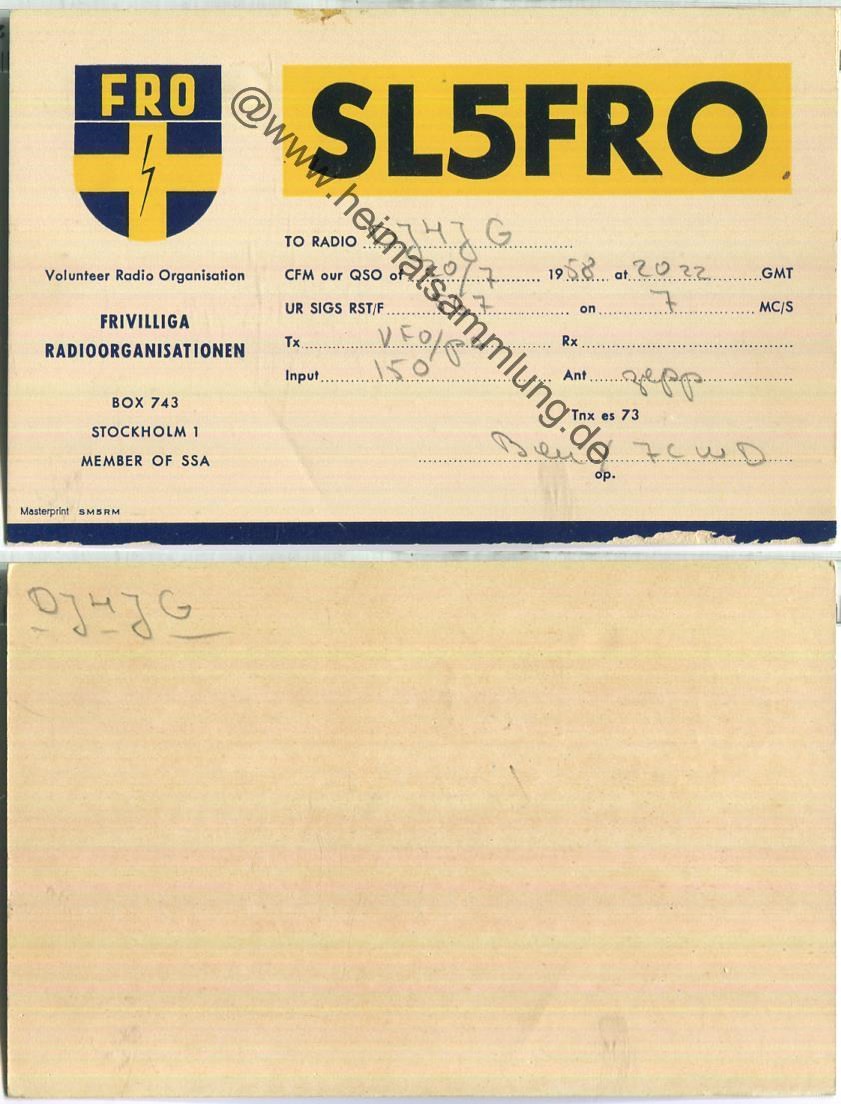 FRO
SL5FRO
@www.heimatsammlung.de
TO RADIO DJ4JG
Volunteer Radio Organisation
CFM our QSO of 20/7 1958 at 2022 GMT
UR SIGS RST/F on 7 MC/S
FRIVILLIGA
RADIOORGANISATIONEN
Tx VFO/ Rx
Input 150 Ant zepp
BOX 743
STOCKHOLM 1
MEMBER OF SSA
Tnx es 73
op.
Masterprint SM5RM
DJ4JG